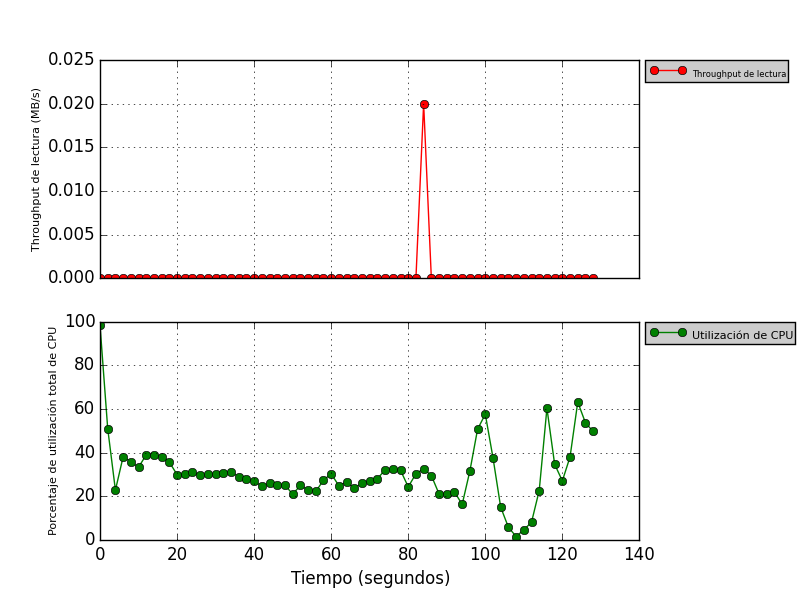 0.025
0.020
0.015
0.010
0.005
0.000
Throughput de lectura (MB/s)
Throughput de lectura
100
80
60
40
20
0
Porcentaje de utilización total de CPU
Utilización de CPU
0 20 40 60 80 100 120 140
Tiempo (segundos)